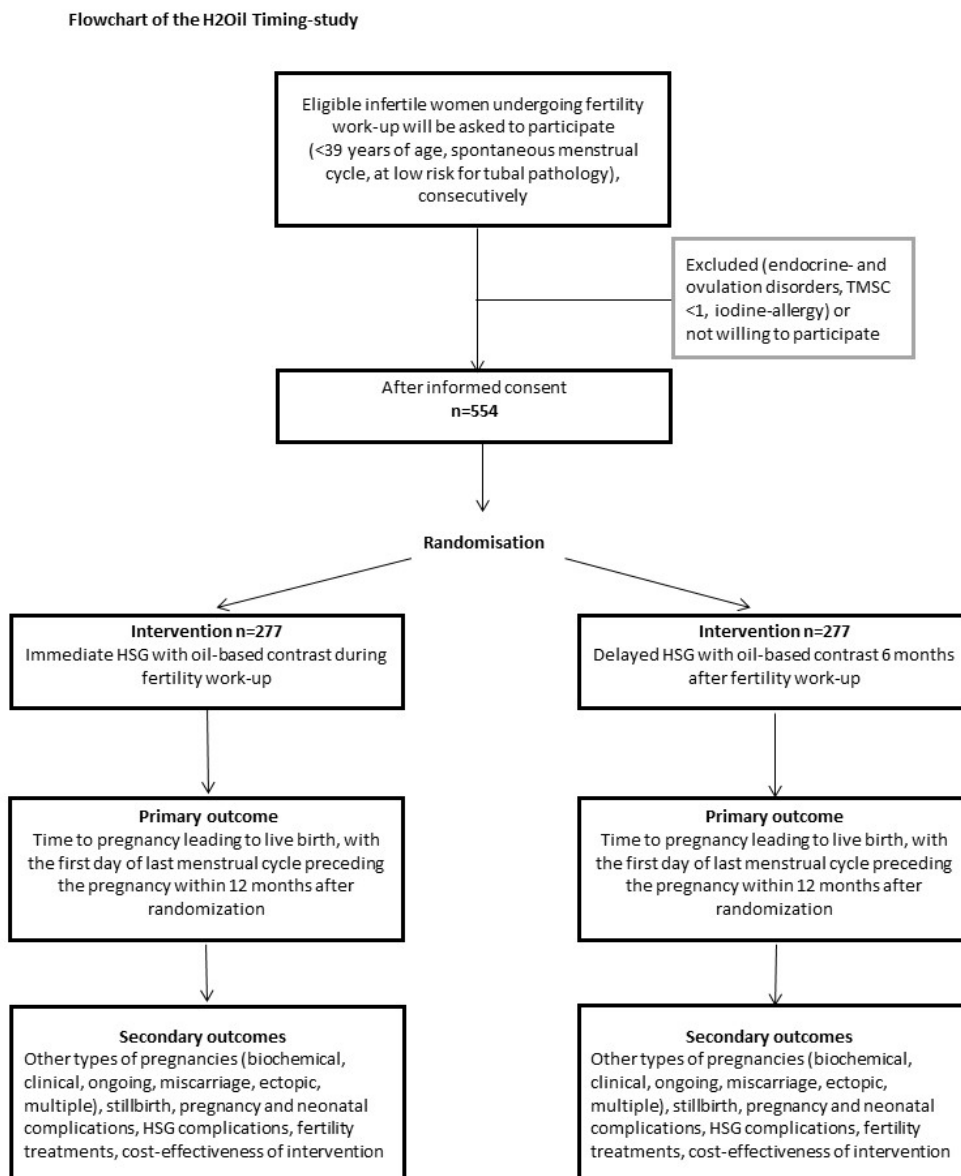 Flowchart of the H2Oil Timing-study
Eligible infertile women undergoing fertility
work-up will be asked to participate
(<39 years of age, spontaneous menstrual
cycle, at low risk for tubal pathology),
consecutively
Excluded (endocrine- and
ovulation disorders, TMSC
<1, iodine-allergy) or
not willing to participate
After informed consent
n=554
Randomisation
Intervention n=277
Immediate HSG with oil-based contrast during
fertility work-up
Intervention n=277
Delayed HSG with oil-based contrast 6 months
after fertility work-up
Primary outcome
Time to pregnancy leading to live birth, with
the first day of last menstrual cycle preceding
the pregnancy within 12 months after
randomization
Primary outcome
Time to pregnancy leading to live birth, with
the first day of last menstrual cycle preceding
the pregnancy within 12 months after
randomization
Secondary outcomes
Other types of pregnancies (biochemical,
clinical, ongoing, miscarriage, ectopic,
multiple), stillbirth, pregnancy and neonatal
complications, HSG complications, fertility
treatments, cost-effectiveness of intervention
Secondary outcomes
Other types of pregnancies (biochemical,
clinical, ongoing, miscarriage, ectopic,
multiple), stillbirth, pregnancy and neonatal
complications, HSG complications, fertility
treatments, cost-effectiveness of intervention